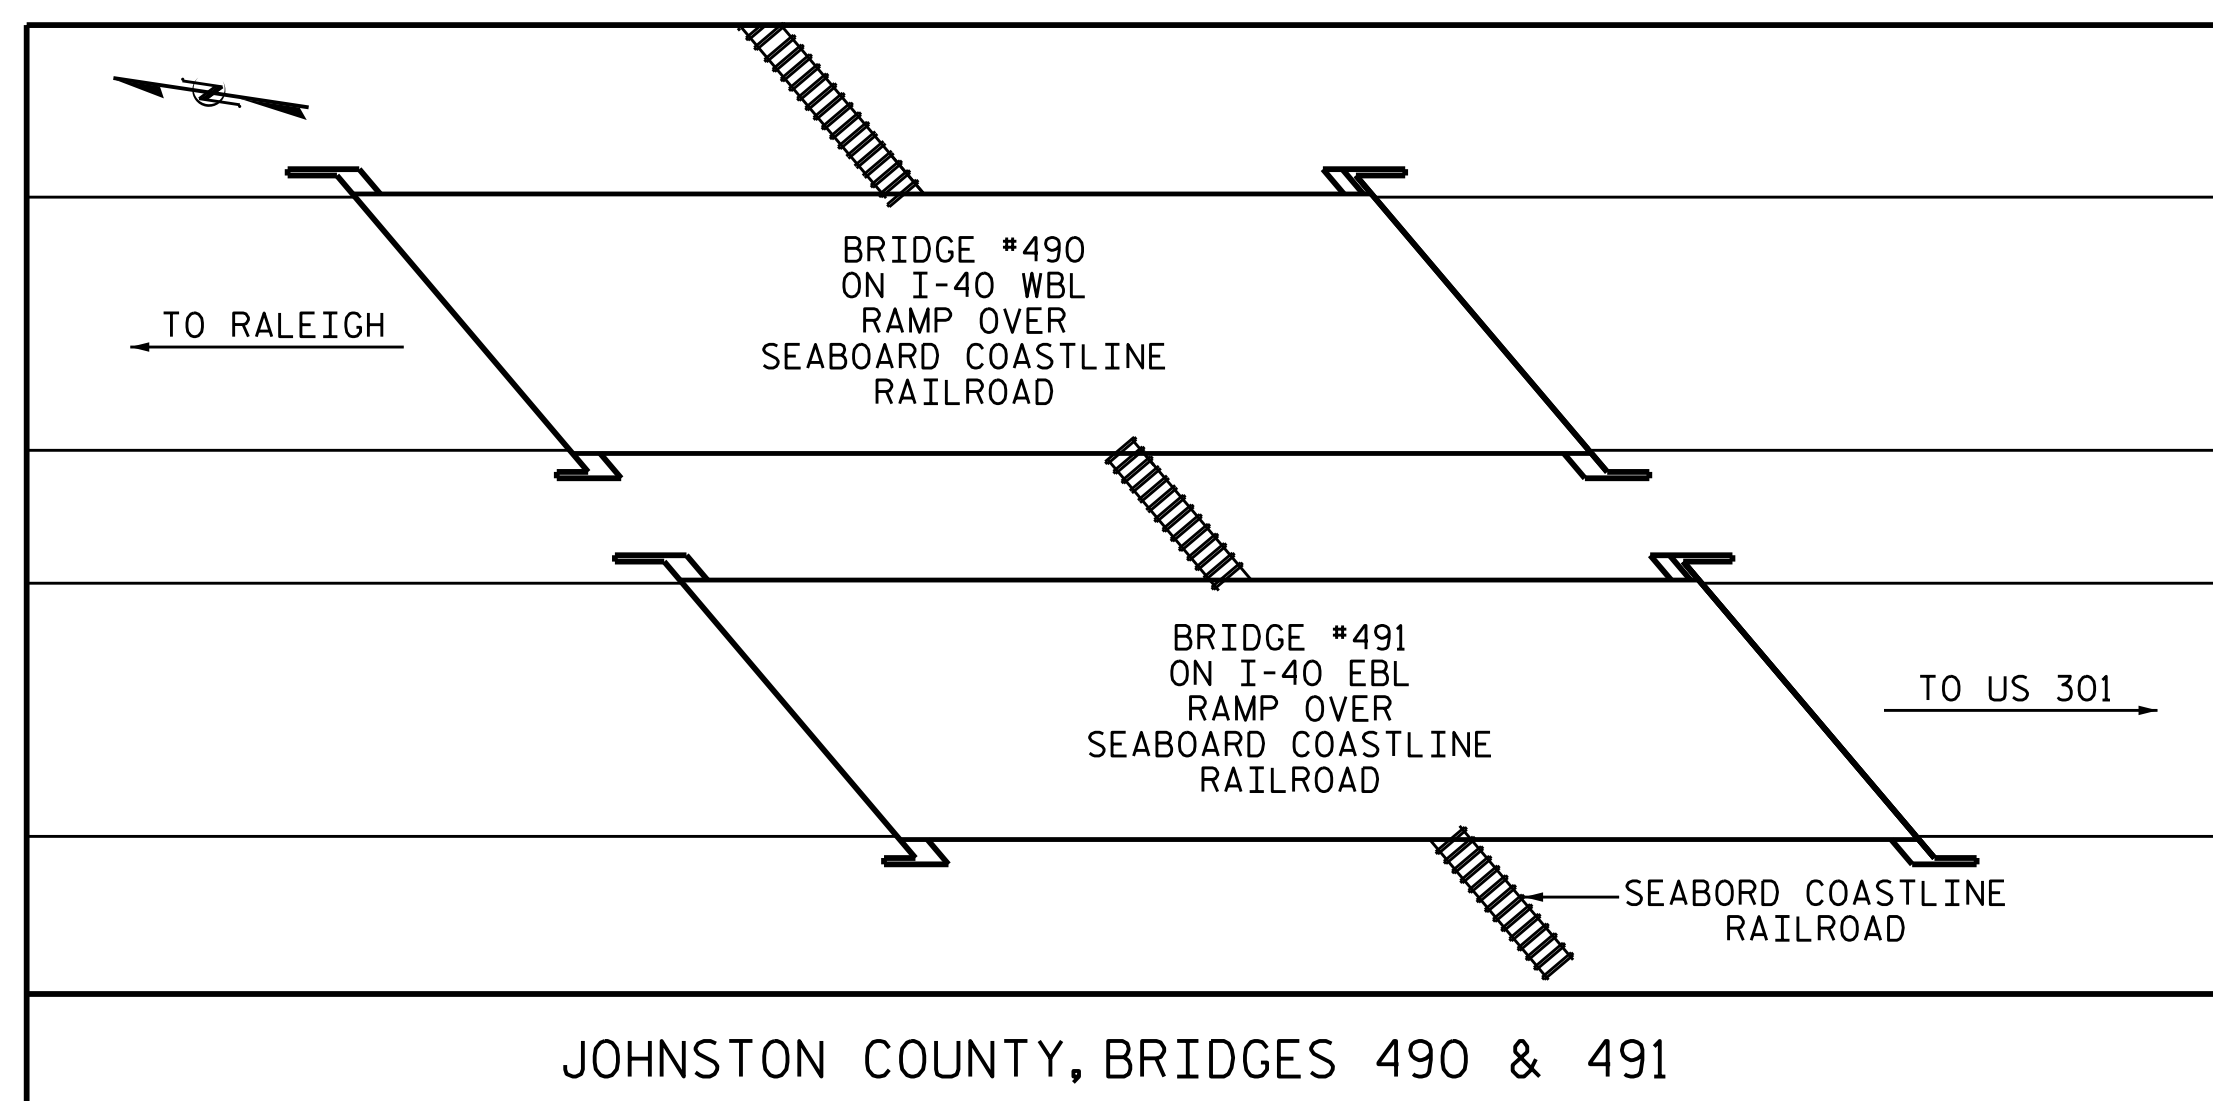 N
BRIDGE #490
ON I-40 WBL
RAMP OVER
SEABOARD COASTLINE
RAILROAD
TO RALEIGH
BRIDGE #491
ON I-40 EBL
RAMP OVER
SEABOARD COASTLINE
RAILROAD
TO US 301
SEABORD COASTLINE
RAILROAD
JOHNSTON COUNTY, BRIDGES 490 & 491